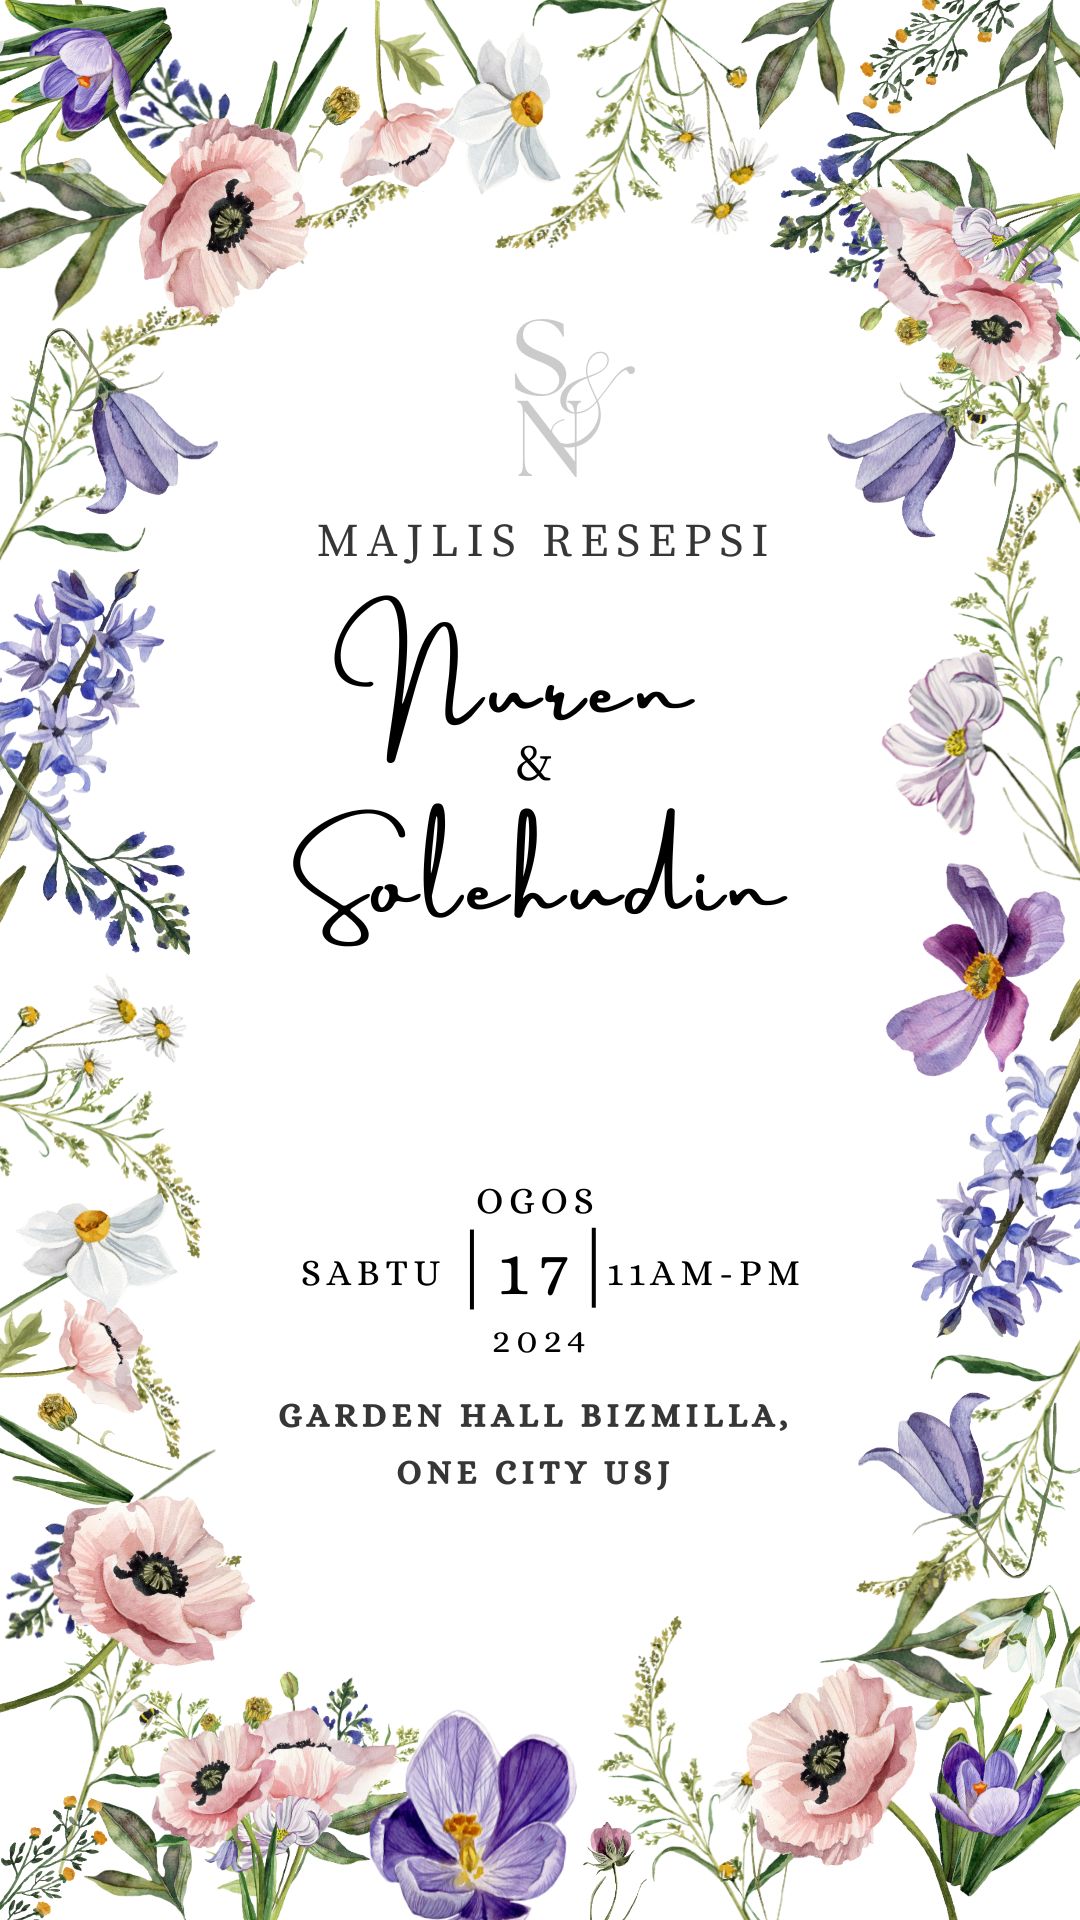 S&
N
MAJLIS RESEPSI
Nuren
&
Solehudin
OGOS
SABTU | 17 | 11AM-PM
2024
GARDEN HALL BIZMILLA,
ONE CITY USJ